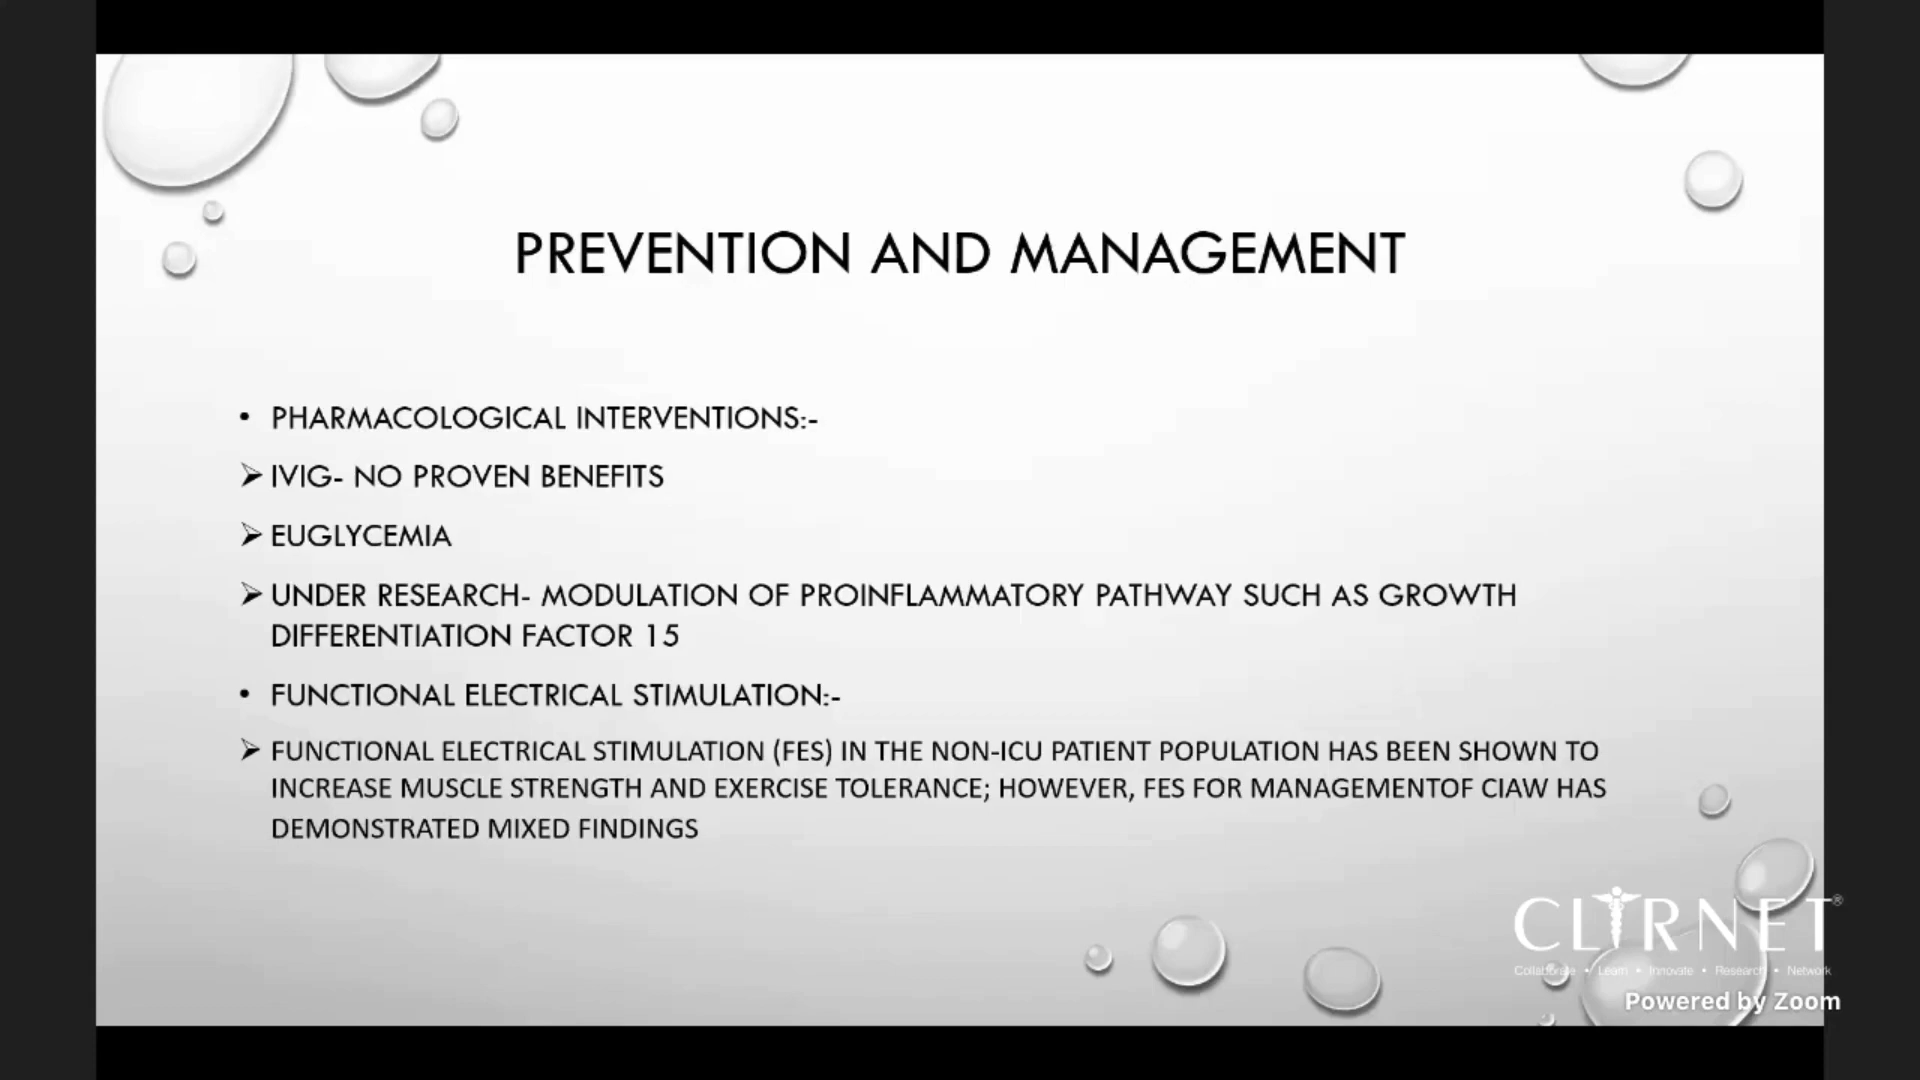 PREVENTION AND MANAGEMENT
• PHARMACOLOGICAL INTERVENTIONS:-
➢ IVIG- NO PROVEN BENEFITS
➢ EUGLYCEMIA
➢ UNDER RESEARCH- MODULATION OF PROINFLAMMATORY PATHWAY SUCH AS GROWTH
DIFFERENTIATION FACTOR 15
• FUNCTIONAL ELECTRICAL STIMULATION:-
➢ FUNCTIONAL ELECTRICAL STIMULATION (FES) IN THE NON-ICU PATIENT POPULATION HAS BEEN SHOWN TO
INCREASE MUSCLE STRENGTH AND EXERCISE TOLERANCE; HOWEVER, FES FOR MANAGEMENTOF CIAW HAS
DEMONSTRATED MIXED FINDINGS
CLIRNET®
Collaborate • Learn • Innovate • Research • Network
Powered by Zoom